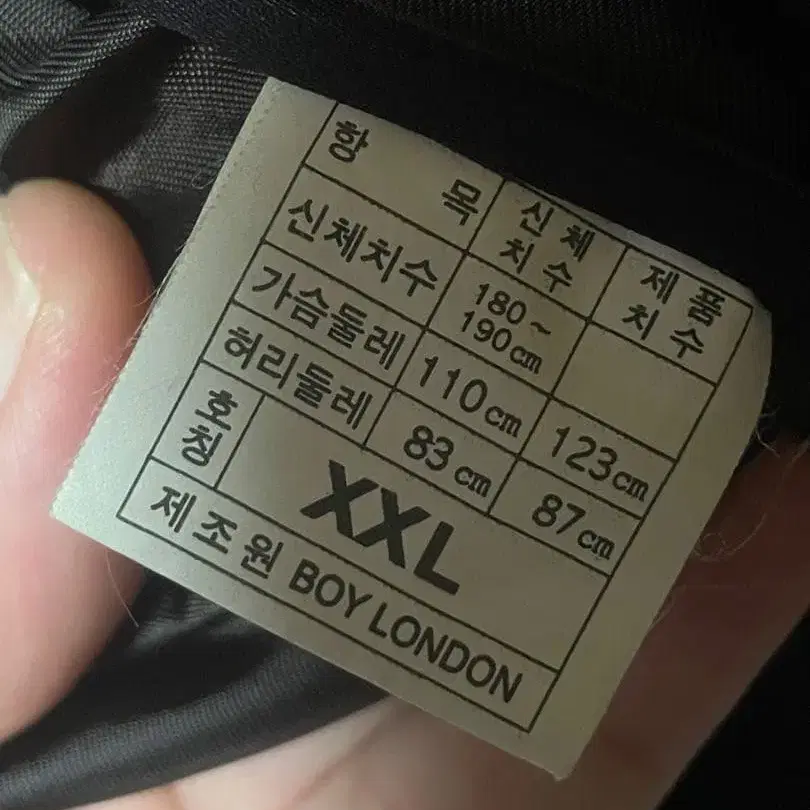 항 목 신체 치수 제품 치수
신체치수 180~ 190cm
가슴둘레 110cm 123cm
허리둘레 83cm 87cm
호칭 XXL
제조원 BOY LONDON